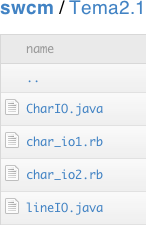 swcm / Tema2.1
name
..
CharIO.java
char_io1.rb
char_io2.rb
lineIO.java